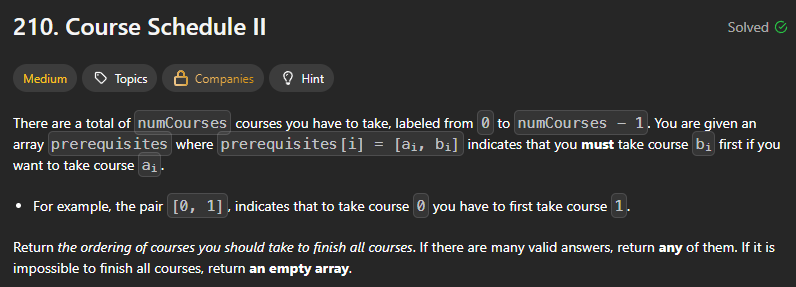 210. Course Schedule II
Solved
Medium
Topics
Companies
Hint
There are a total of numCourses courses you have to take, labeled from 0 to numCourses - 1. You are given an
array prerequisites where prerequisites[i] = [aᵢ, bᵢ] indicates that you must take course bᵢ first if you
want to take course aᵢ.
• For example, the pair [0, 1], indicates that to take course 0 you have to first take course 1.
Return the ordering of courses you should take to finish all courses. If there are many valid answers, return any of them. If it is
impossible to finish all courses, return an empty array.